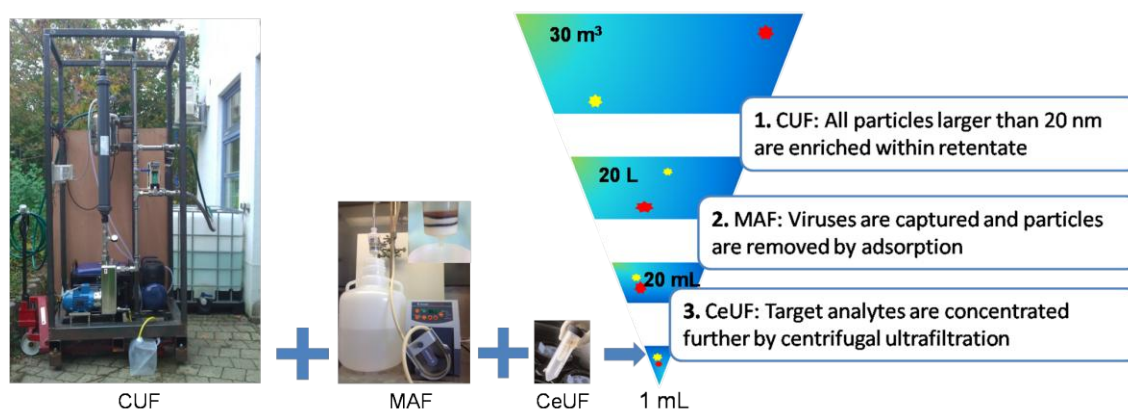 30 m³
1. CUF: All particles larger than 20 nm
are enriched within retentate
20 L
2. MAF: Viruses are captured and particles
are removed by adsorption
20 mL
3. CeUF: Target analytes are concentrated
further by centrifugal ultrafiltration
CUF
MAF
CeUF
1 mL